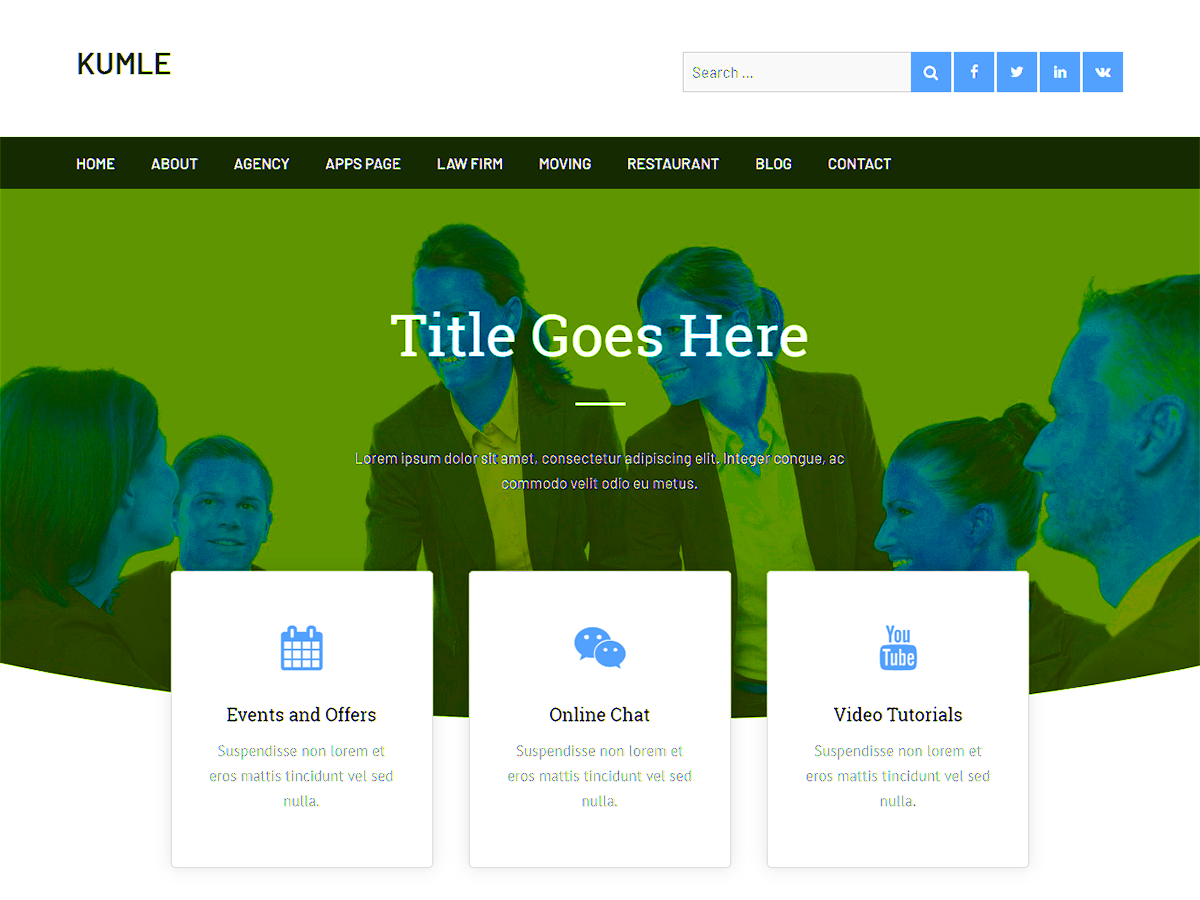 KUMLE
Search ...
HOME ABOUT AGENCY APPS PAGE LAW FIRM MOVING RESTAURANT BLOG CONTACT
Title Goes Here
Lorem ipsum dolor sit amet, consectetur adipiscing elit. Integer congue, ac
commodo velit odio eu metus.
You
Tube
Events and Offers
Suspendisse non lorem et
eros mattis tincidunt vel sed
nulla.
Online Chat
Suspendisse non lorem et
eros mattis tincidunt vel sed
nulla.
Video Tutorials
Suspendisse non lorem et
eros mattis tincidunt vel sed
nulla.